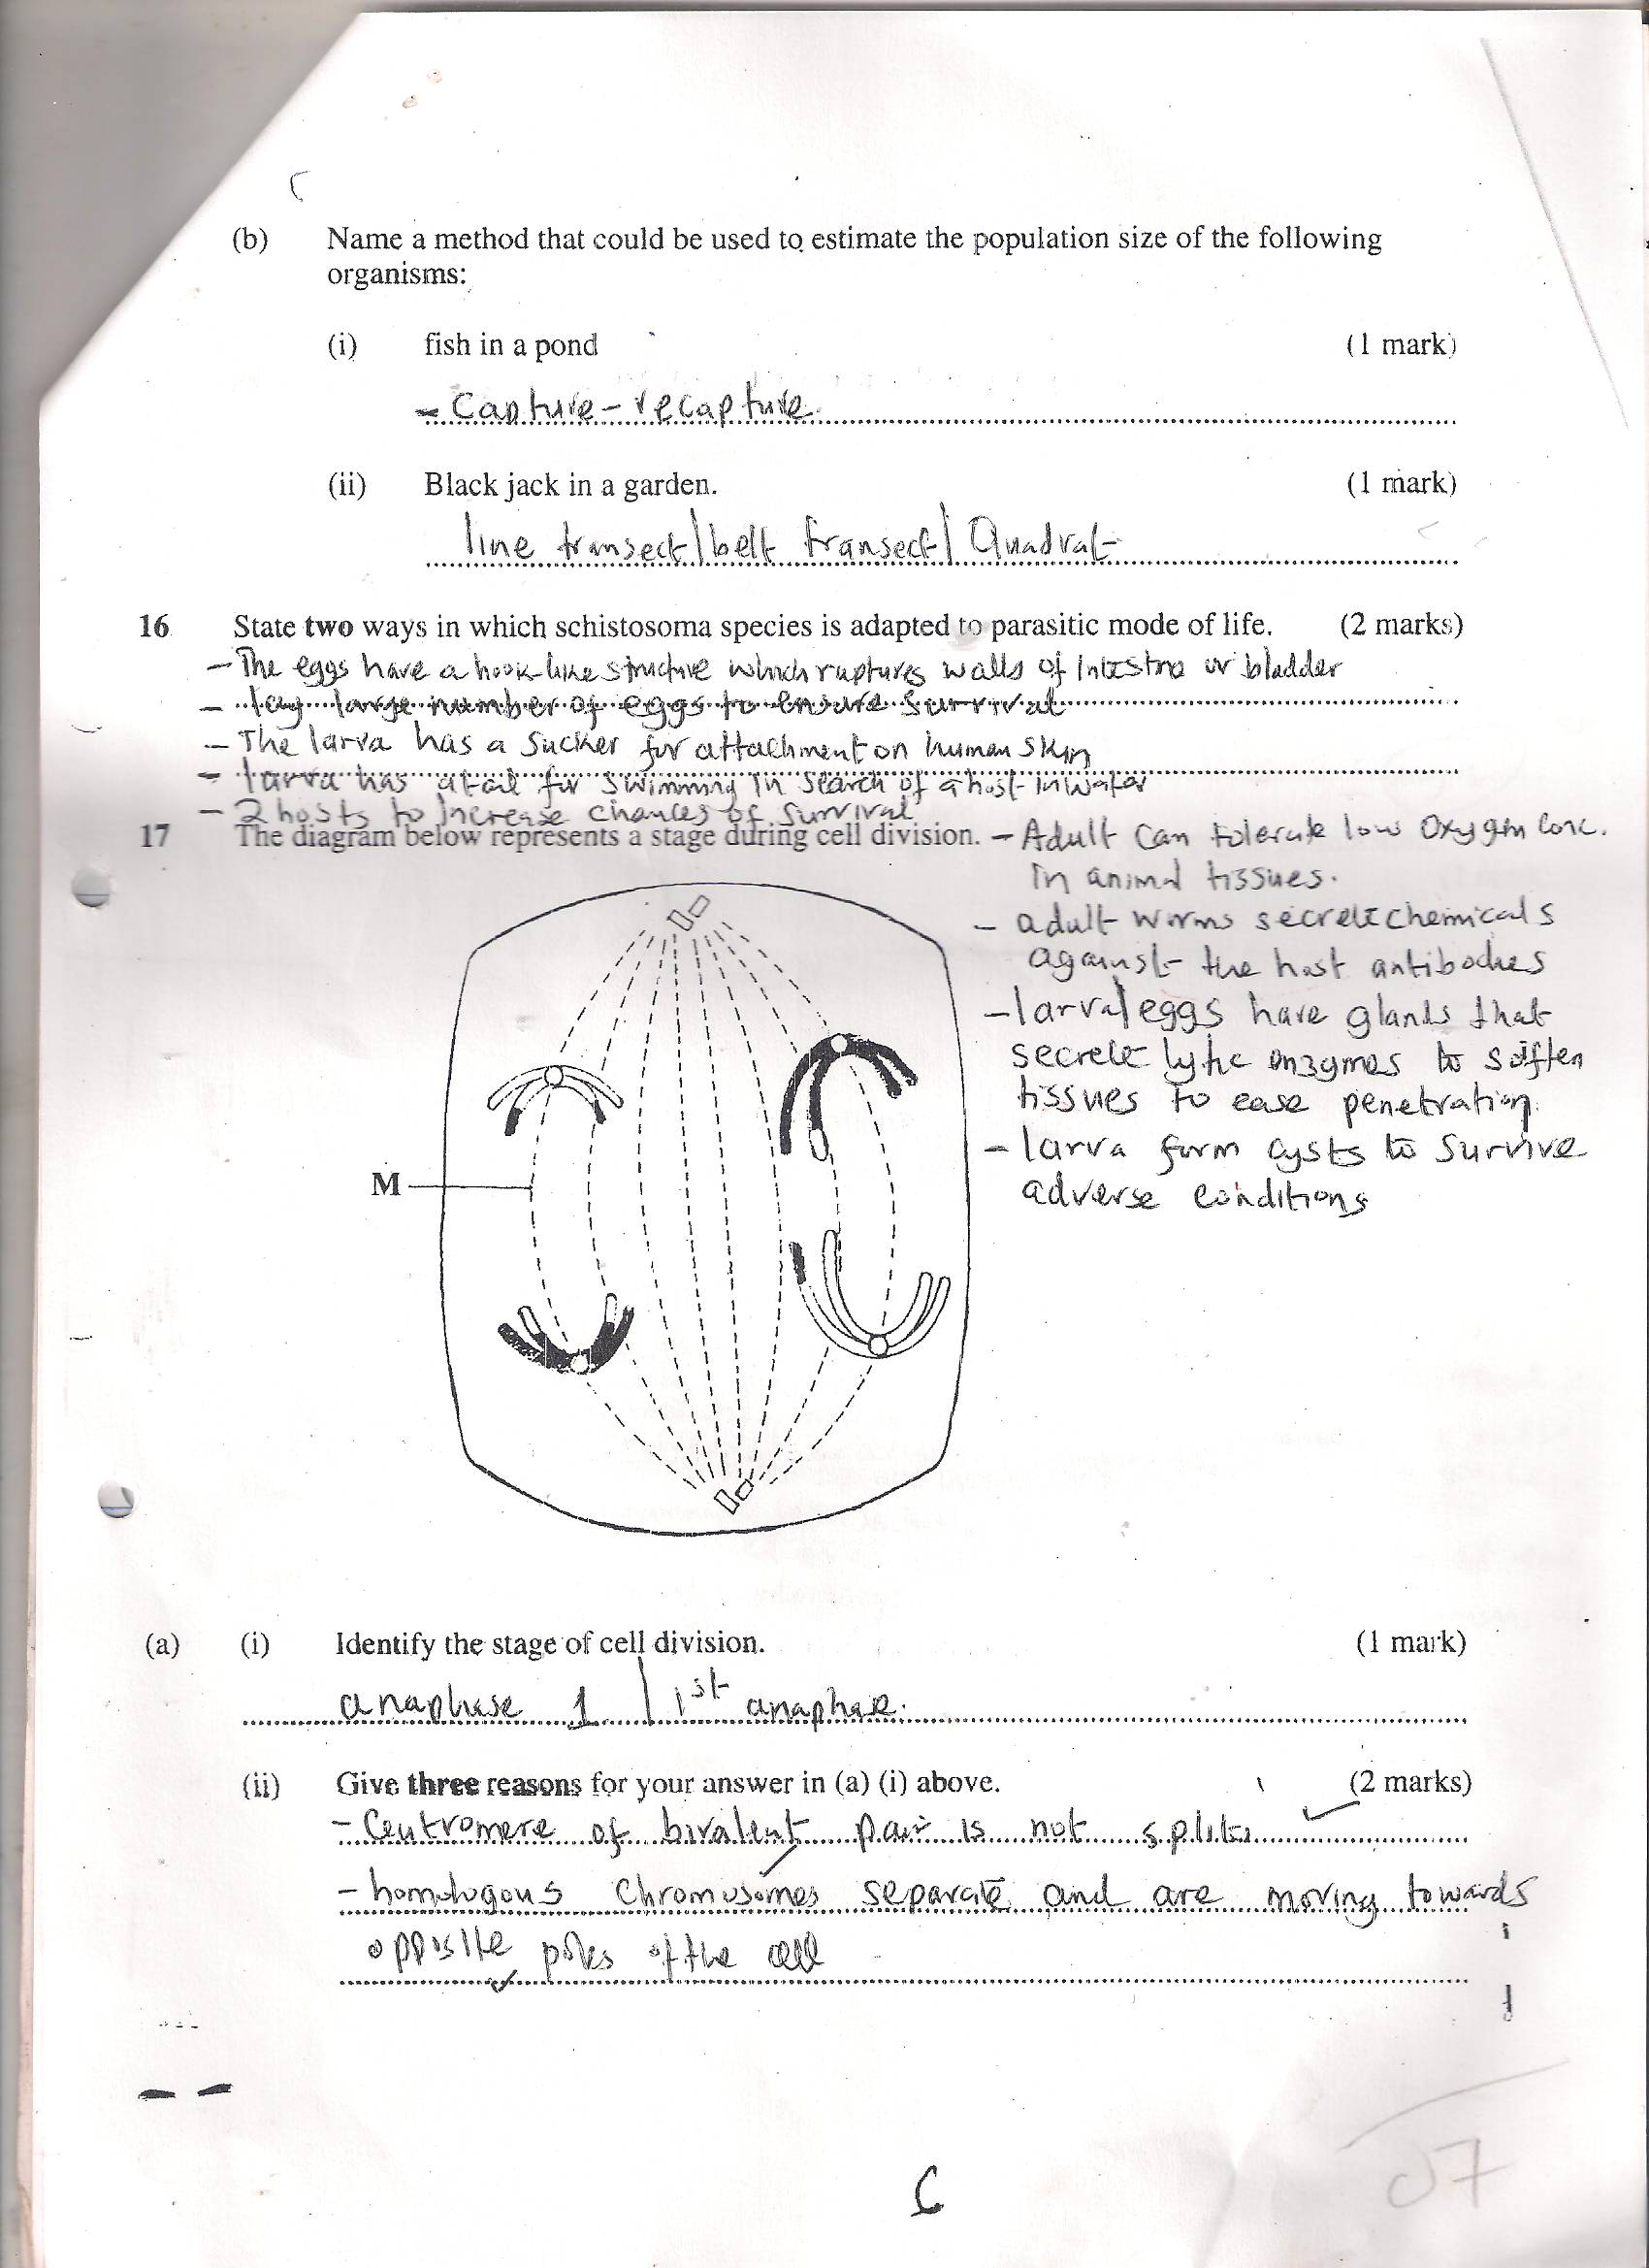 (b) Name a method that could be used to estimate the population size of the following
organisms:
(i) fish in a pond (1 mark)
- Capture - recapture
(ii) Black jack in a garden. (1 mark)
line transect/belt transect/ Quadrat
16 State two ways in which schistosoma species is adapted to parasitic mode of life. (2 marks)
- The eggs have a hook-like structure which ruptures walls of intestine or bladder
- lay large number of eggs to ensure survival
- The larva has a sucker for attachment on human skin
- larva has a tail for swimming in search of a host in water
- 2 hosts to increase chances of survival
17 The diagram below represents a stage during cell division.
- Adult can tolerate low oxygen conc.
in animal tissues.
- adult worms secrete chemicals
against the host antibodies
- larva/eggs have glands that
secrete lytic enzymes to soften
tissues to ease penetration.
- larva form cysts to survive
adverse conditions
M
(a) (i) Identify the stage of cell division. (1 mark)
anaphase 1 / 1st anaphase.
(ii) Give three reasons for your answer in (a) (i) above. (2 marks)
- Centromere of bivalent pair is not
- homologous chromosomes separate and are moving towards
opposite poles of the cell
6
07